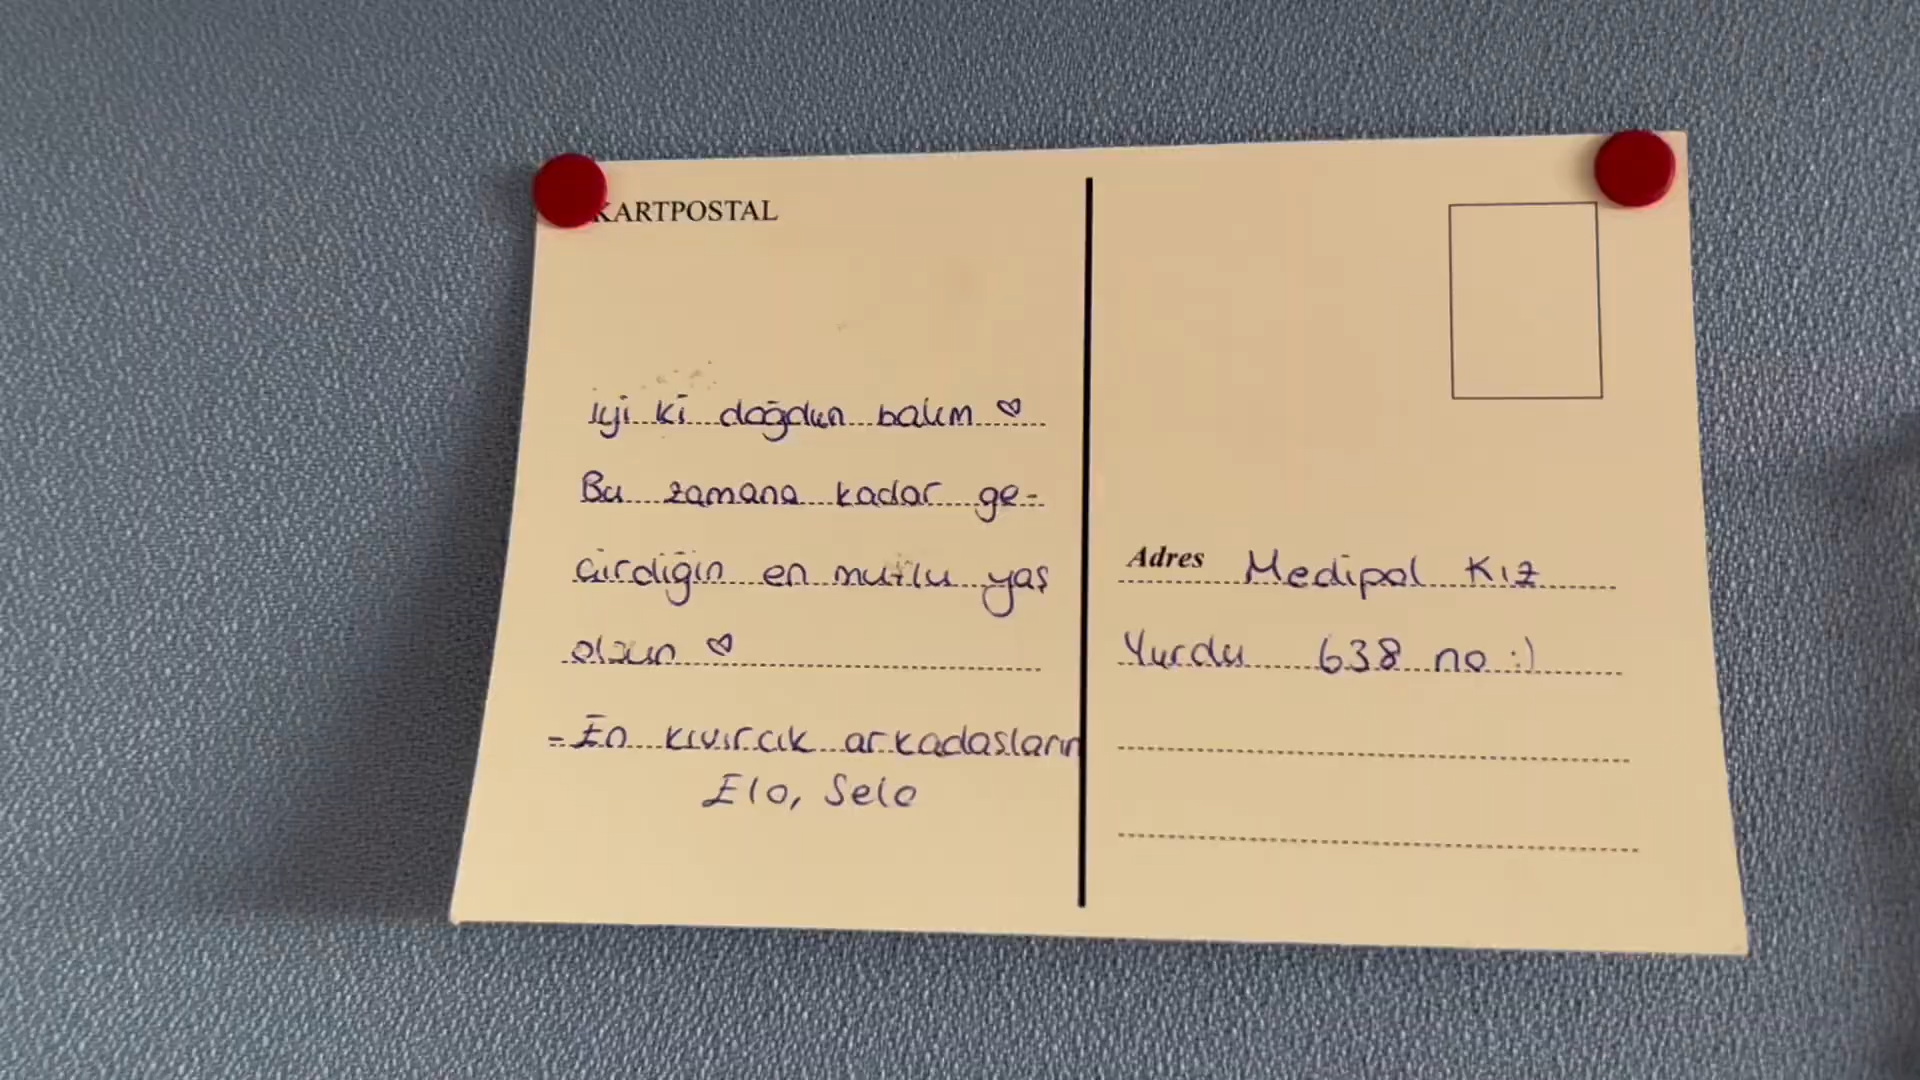 KARTPOSTAL
iyi ki doğdun balım ♡
Bu zamana kadar ge-
çirdiğin en mutlu yaş
olsun ♡
- En kıvırcık arkadaşların
Elo, Selo
Adres Medipol Kız
Yurdu 638 no :)